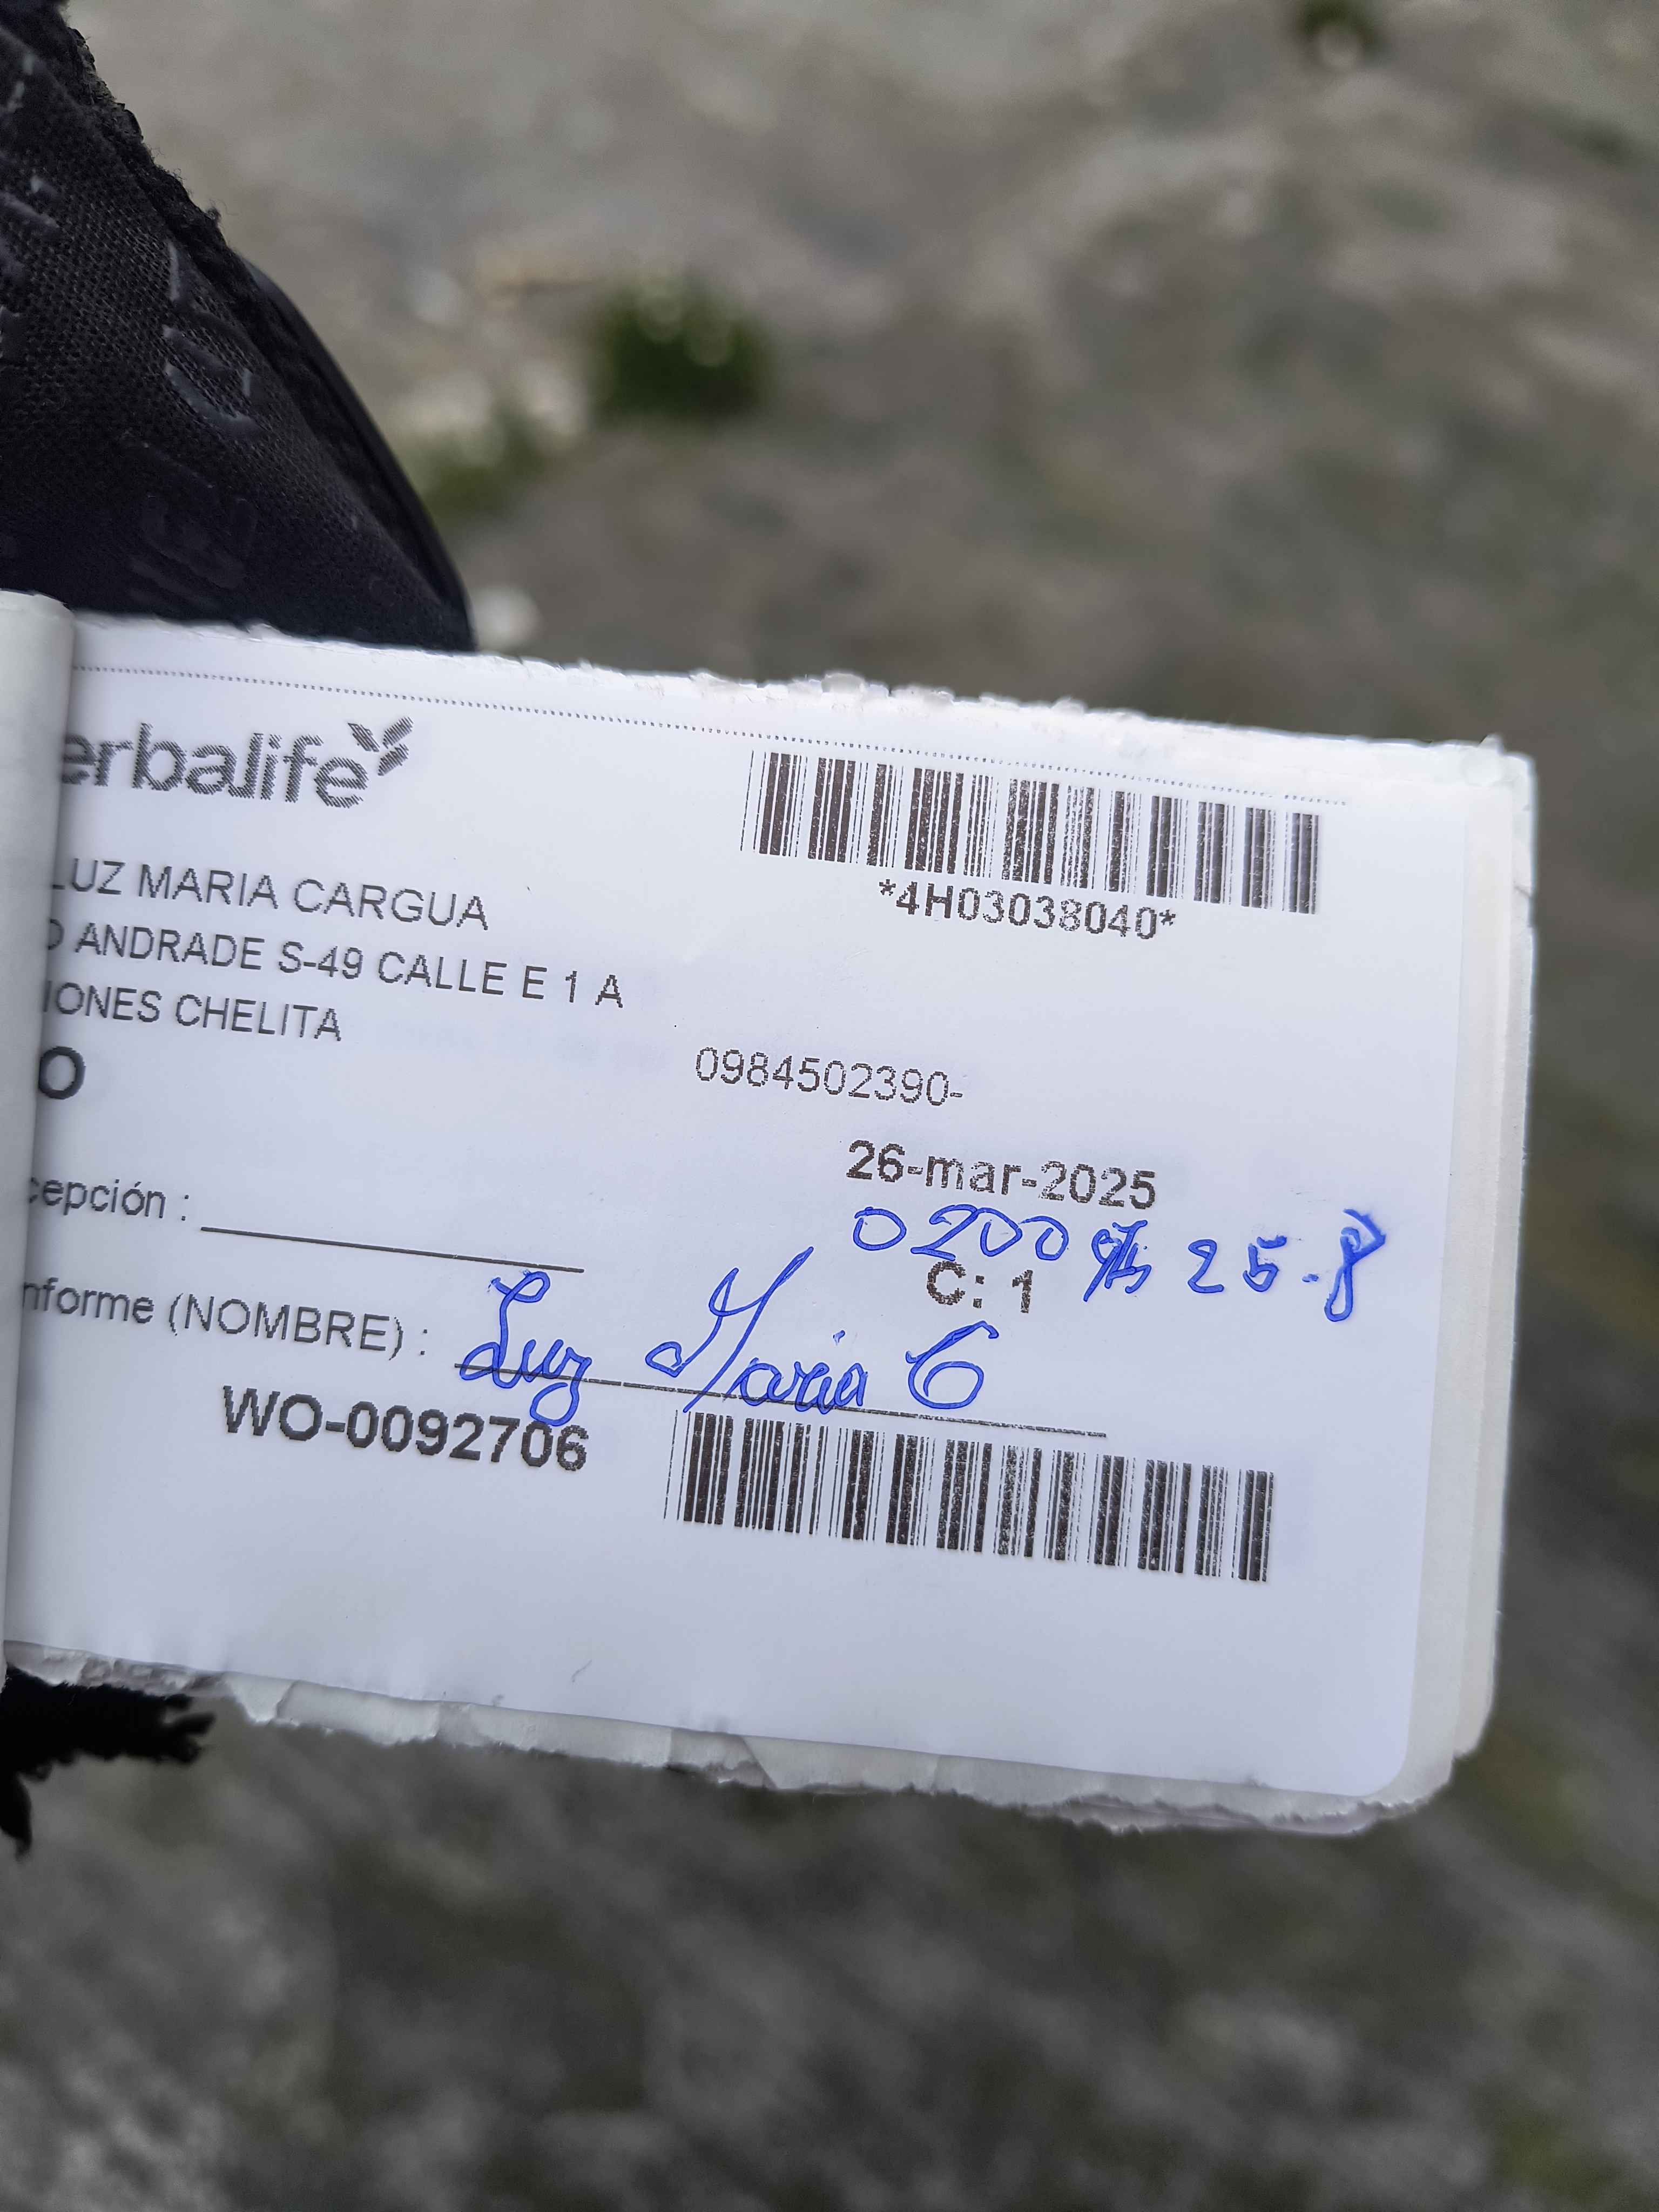 erbalife
*4H03038040*
LUZ MARIA CARGUA
O ANDRADE S-49 CALLE E 1 A
IONES CHELITA
0984502390-
O
26-mar-2025
cepción :
C: 1
nforme (NOMBRE) : Luz Maria C
WO-0092706